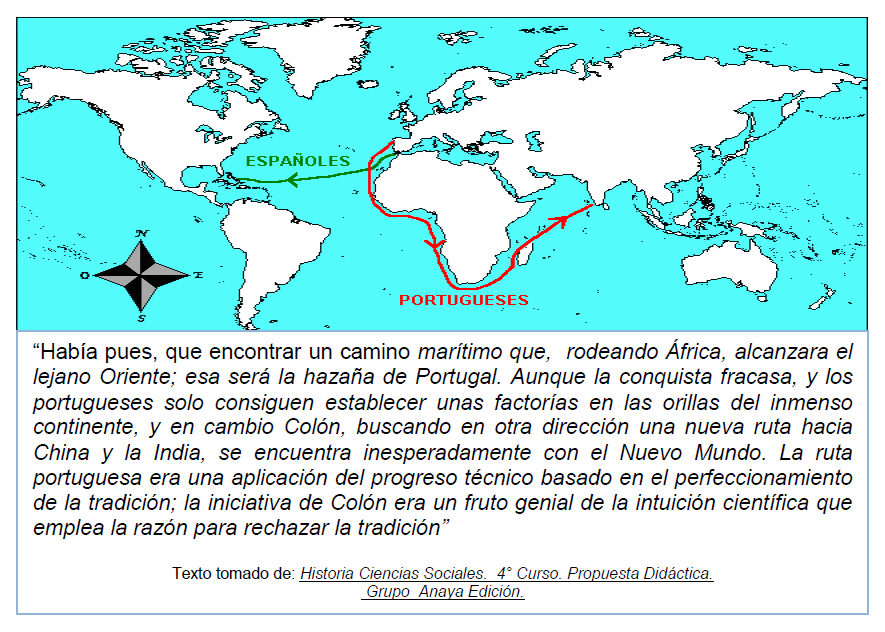 ESPAÑOLES
N
O
E
S
PORTUGUESES
“Había pues, que encontrar un camino marítimo que, rodeando África, alcanzara el
lejano Oriente; esa será la hazaña de Portugal. Aunque la conquista fracasa, y los
portugueses solo consiguen establecer unas factorías en las orillas del inmenso
continente, y en cambio Colón, buscando en otra dirección una nueva ruta hacia
China y la India, se encuentra inesperadamente con el Nuevo Mundo. La ruta
portuguesa era una aplicación del progreso técnico basado en el perfeccionamiento
de la tradición; la iniciativa de Colón era un fruto genial de la intuición científica que
emplea la razón para rechazar la tradición”
Texto tomado de: Historia Ciencias Sociales. 4° Curso. Propuesta Didáctica.
Grupo Anaya Edición.